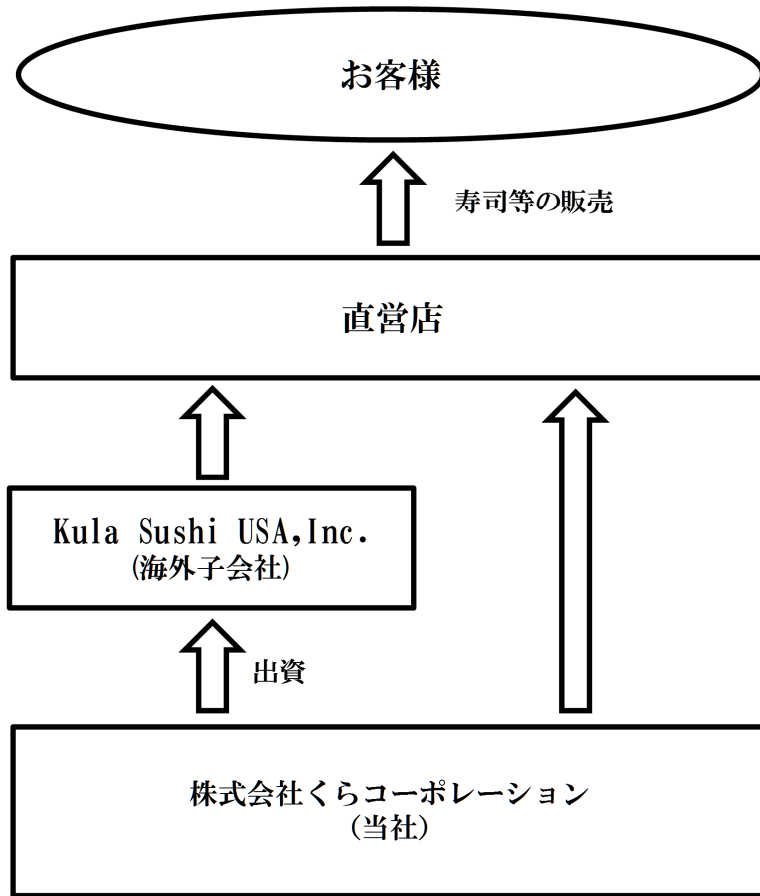 お客様
寿司等の販売
直営店
Kula Sushi USA,Inc.
(海外子会社)
出資
株式会社くらコーポレーション
(当社)